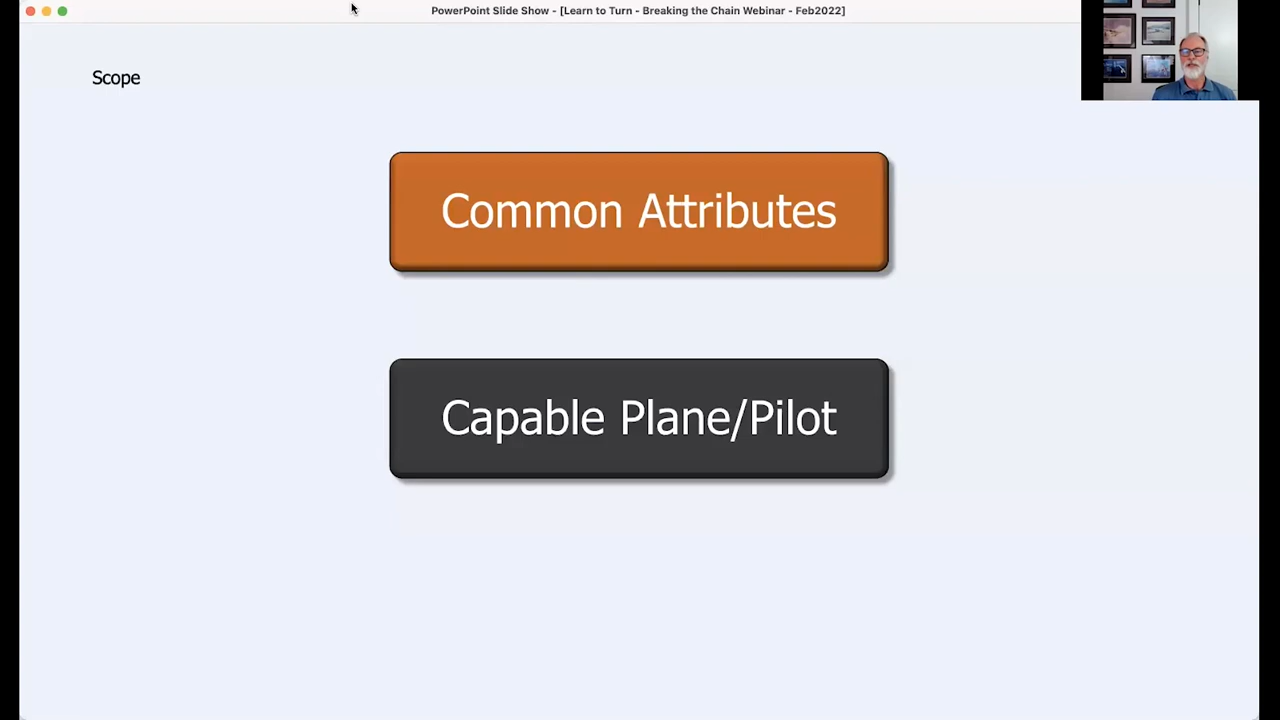 PowerPoint Slide Show - [Learn to Turn - Breaking the Chain Webinar - Feb2022]
Scope
Common Attributes
Capable Plane/Pilot